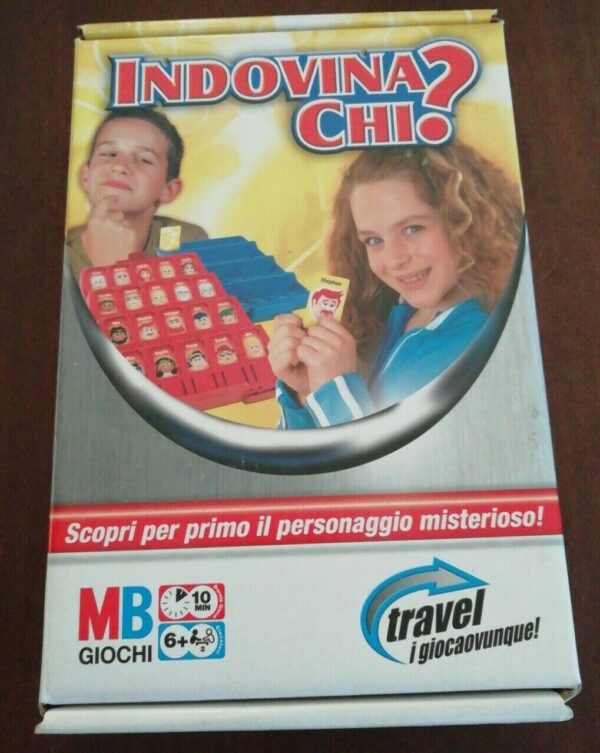 INDOVINA
CHI?
Stephen
Scopri per primo il personaggio misterioso!
MB
GIOCHI
10
MIN
6+
2
travel
i giocaovunque!